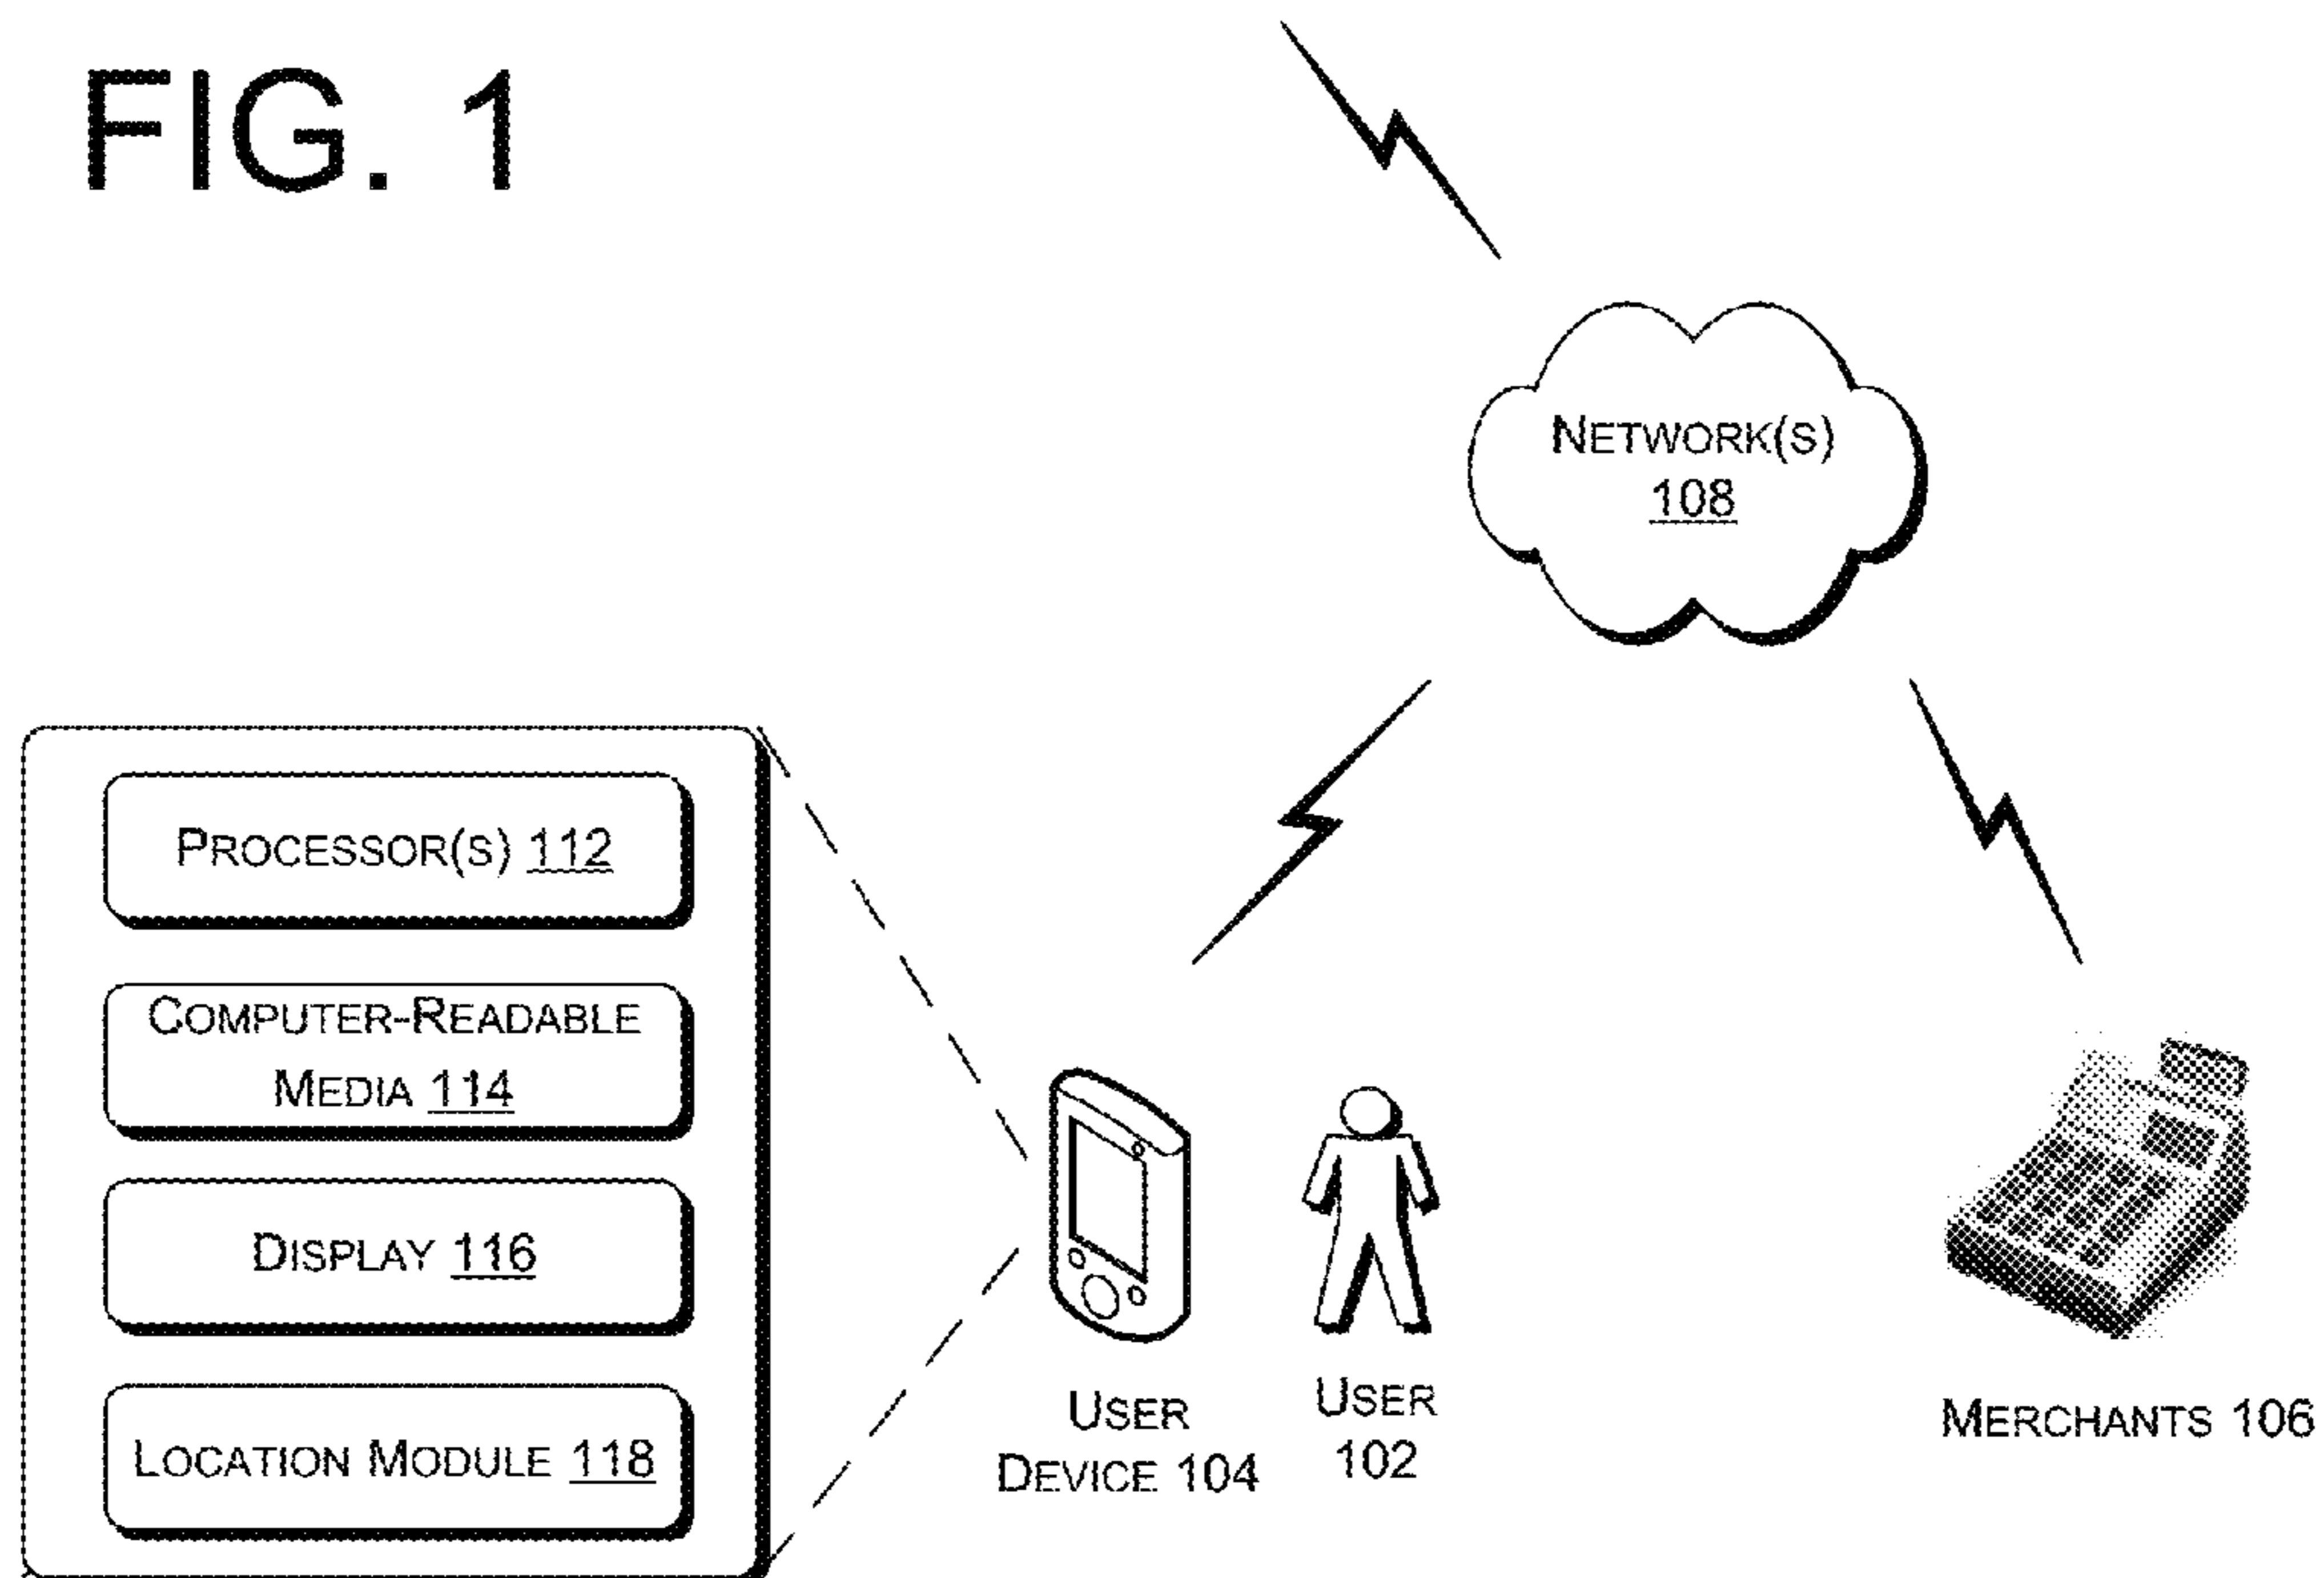 FIG. 1
NETWORK(S)
108
PROCESSOR(S) 112
COMPUTER-READABLE
MEDIA 114
DISPLAY 116
LOCATION MODULE 118
USER
DEVICE 104
USER
102
MERCHANTS 106